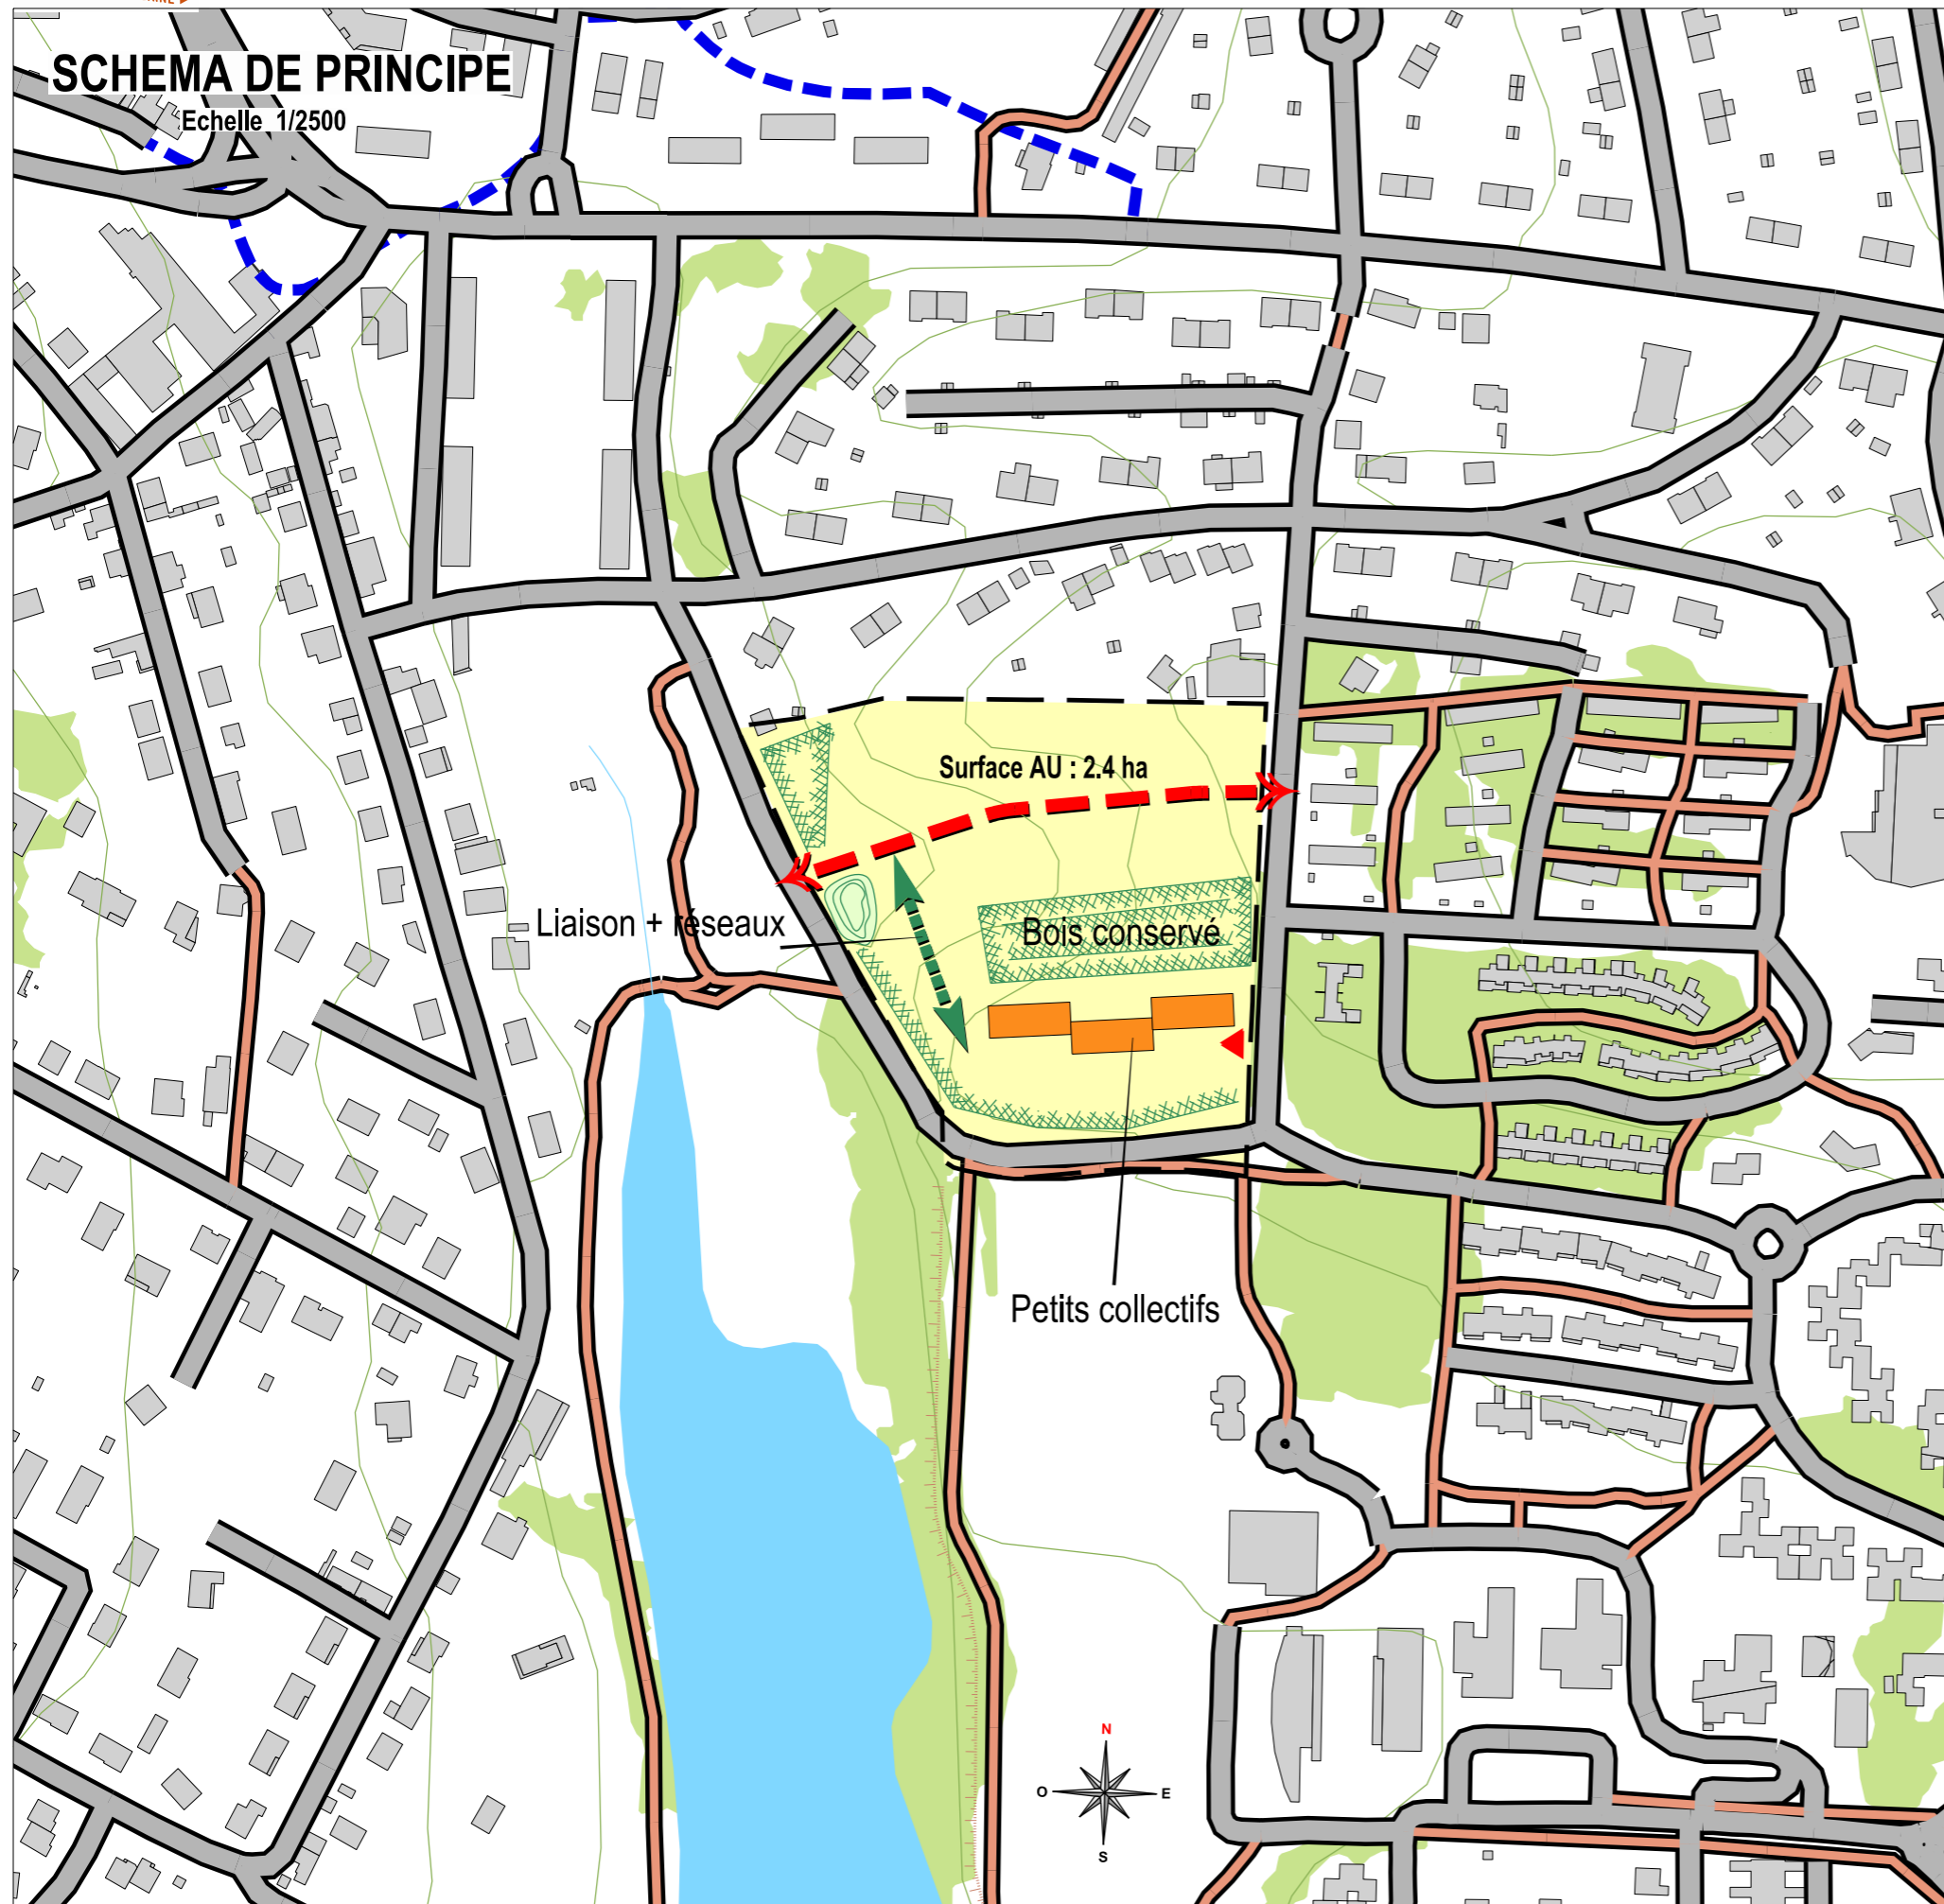 SCHEMA DE PRINCIPE
Echelle 1/2500
Surface AU : 2.4 ha
Liaison + réseaux
Bois conservé
Petits collectifs
N
O
E
S